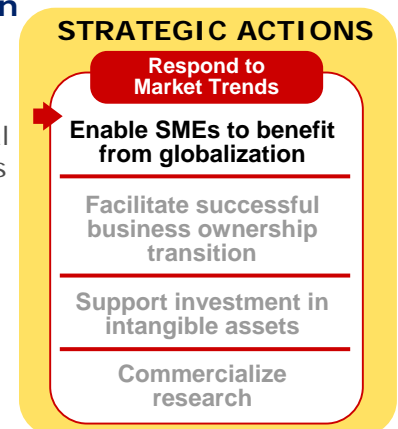 n
STRATEGIC ACTIONS
Respond to
Market Trends
l
s
Enable SMEs to benefit
from globalization
Facilitate successful
business ownership
transition
Support investment in
intangible assets
Commercialize
research